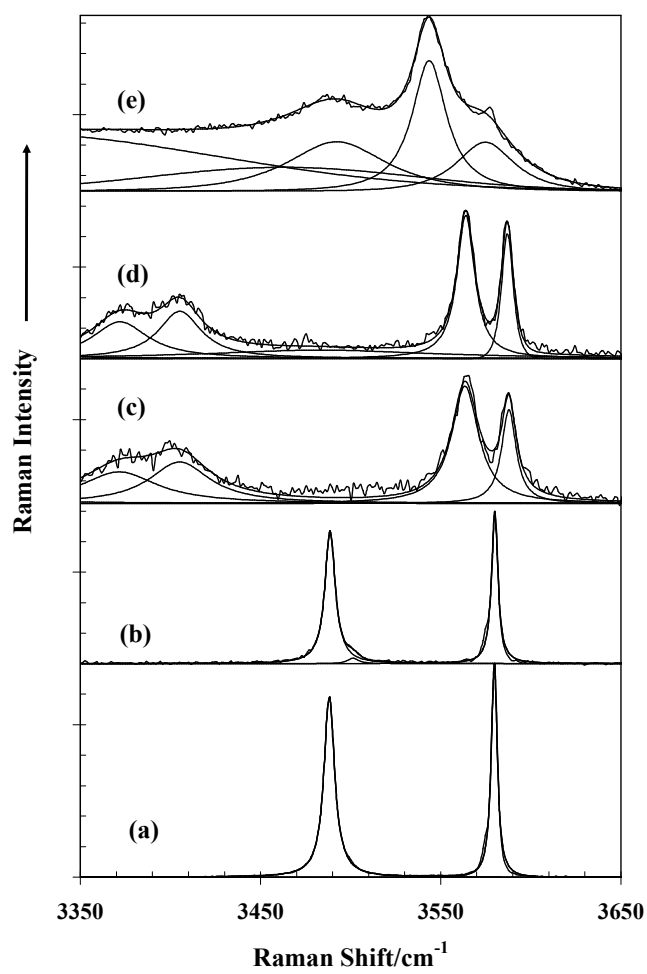 (e)
(d)
(c)
(b)
(a)
Raman Intensity
3350 3450 3550 3650
Raman Shift/cm⁻¹